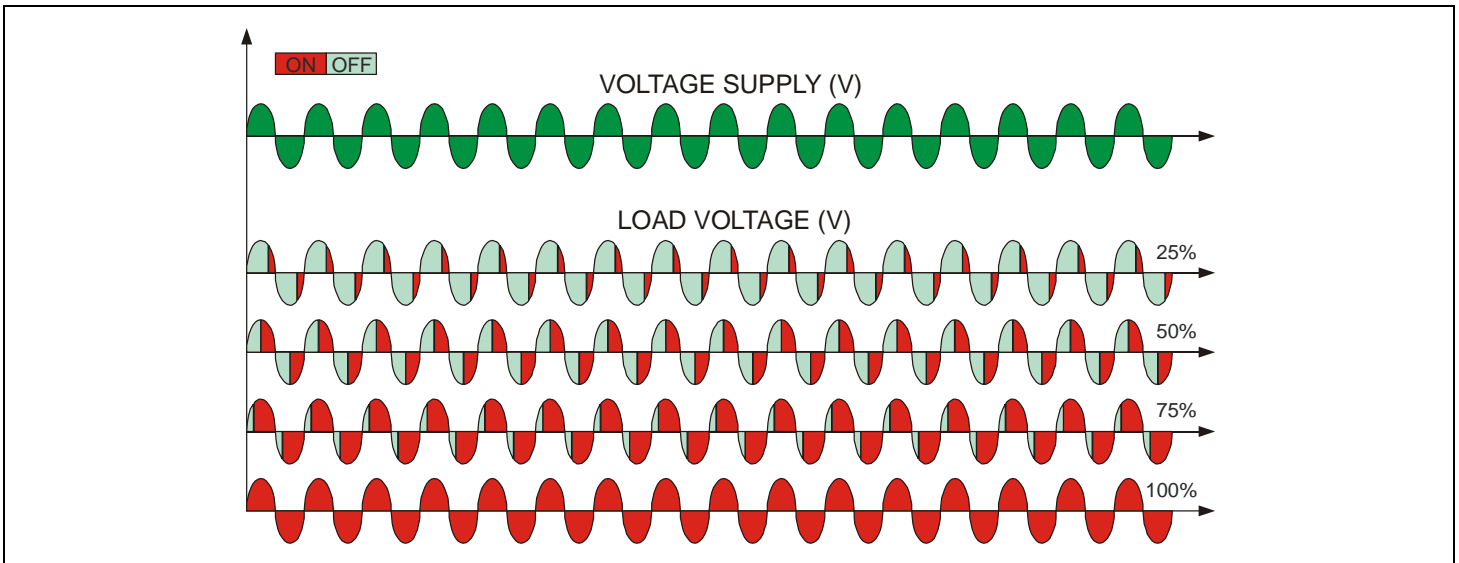 ON OFF
VOLTAGE SUPPLY (V)
LOAD VOLTAGE (V)
25%
50%
75%
100%